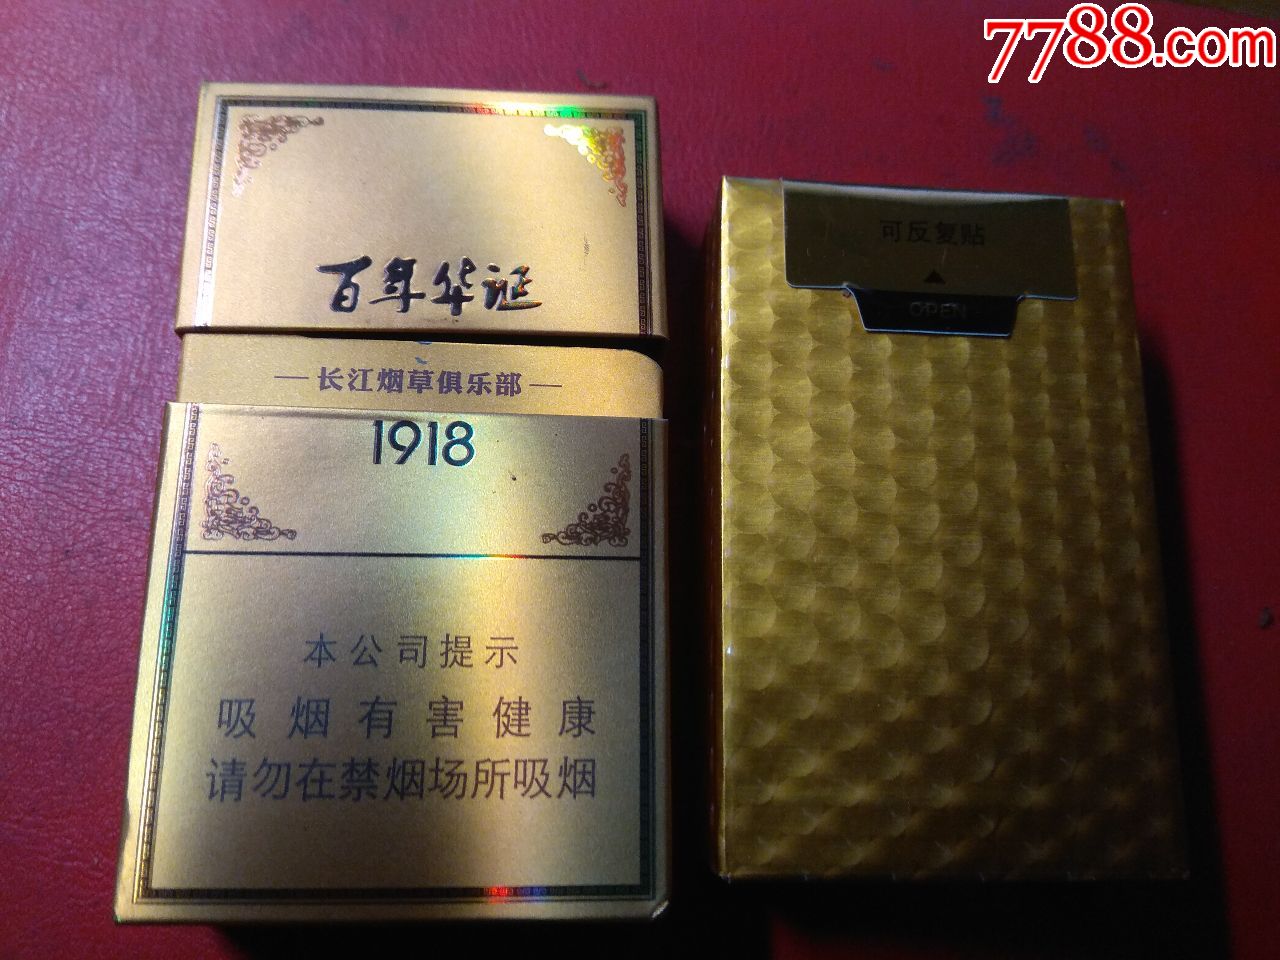 7788.com
百年华诞
长江烟草俱乐部
1918
本公司提示
吸烟有害健康
请勿在禁烟场所吸烟
可反复贴
OPEN